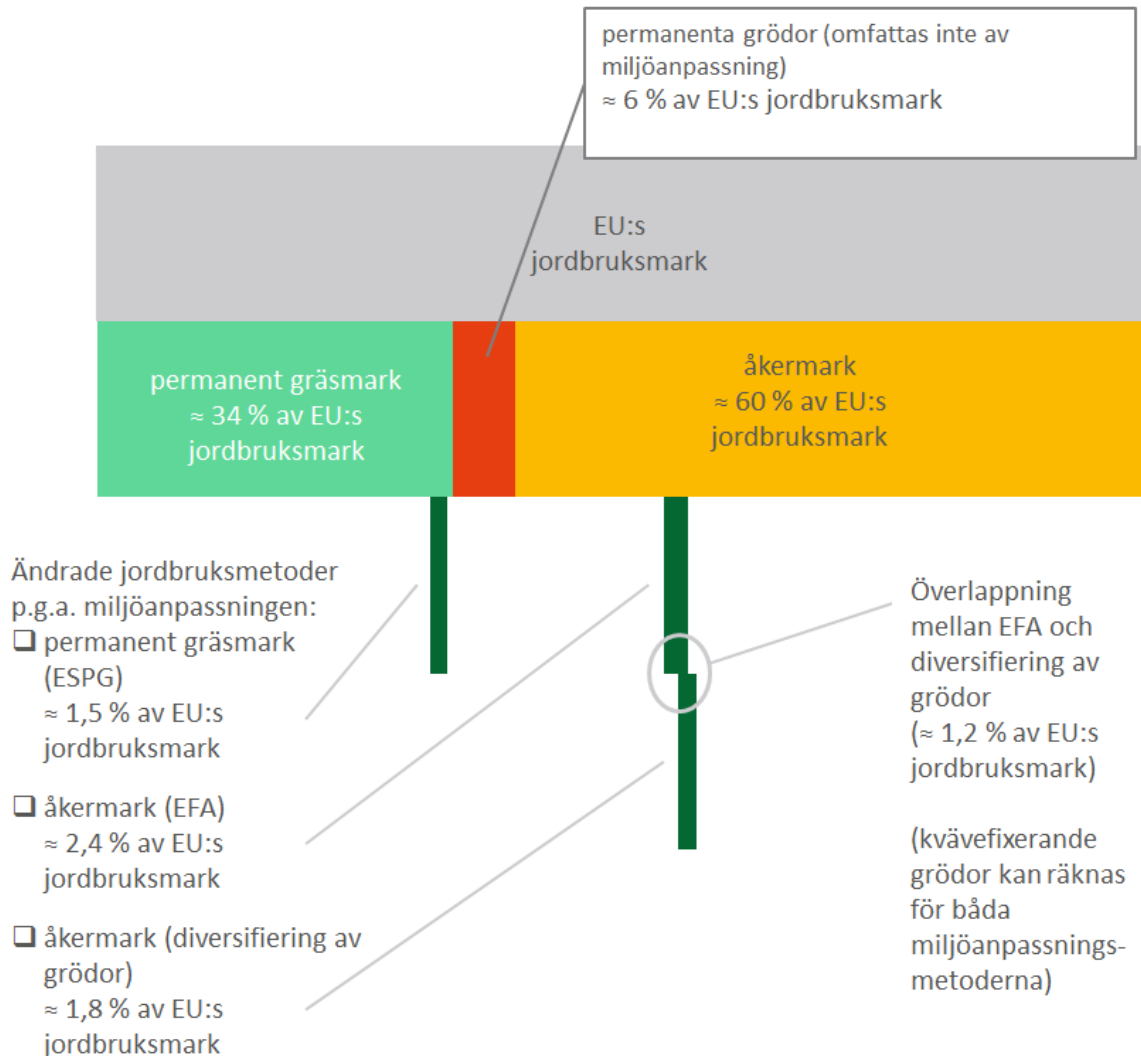 permanenta grödor (omfattas inte av
miljöanpassning)
≈ 6 % av EU:s jordbruksmark
EU:s
jordbruksmark
permanent gräsmark
≈ 34 % av EU:s
jordbruksmark
åkermark
≈ 60 % av EU:s
jordbruksmark
Ändrade jordbruksmetoder
p.g.a. miljöanpassningen:
❑ permanent gräsmark
(ESPG)
≈ 1,5 % av EU:s
jordbruksmark
❑ åkermark (EFA)
≈ 2,4 % av EU:s
jordbruksmark
❑ åkermark (diversifiering av
grödor)
≈ 1,8 % av EU:s
jordbruksmark
Överlappning
mellan EFA och
diversifiering av
grödor
(≈ 1,2 % av EU:s
jordbruksmark)
(kvävefixerande
grödor kan räknas
för båda
miljöanpassnings-
metoderna)